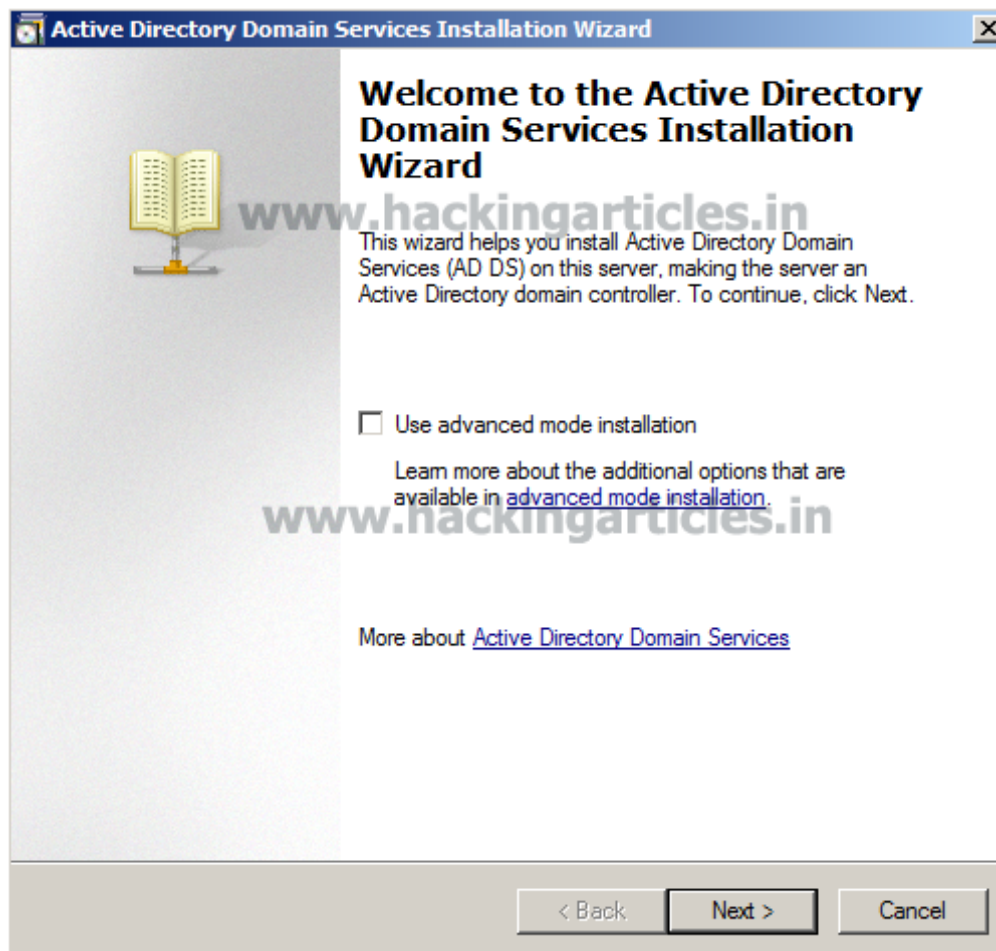 Active Directory Domain Services Installation Wizard
Welcome to the Active Directory
Domain Services Installation
Wizard
www.hackingarticles.in
This wizard helps you install Active Directory Domain
Services (AD DS) on this server, making the server an
Active Directory domain controller. To continue, click Next.
Use advanced mode installation
Learn more about the additional options that are
available in advanced mode installation.
www.hackingarticles.in
More about Active Directory Domain Services
< Back
Next >
Cancel